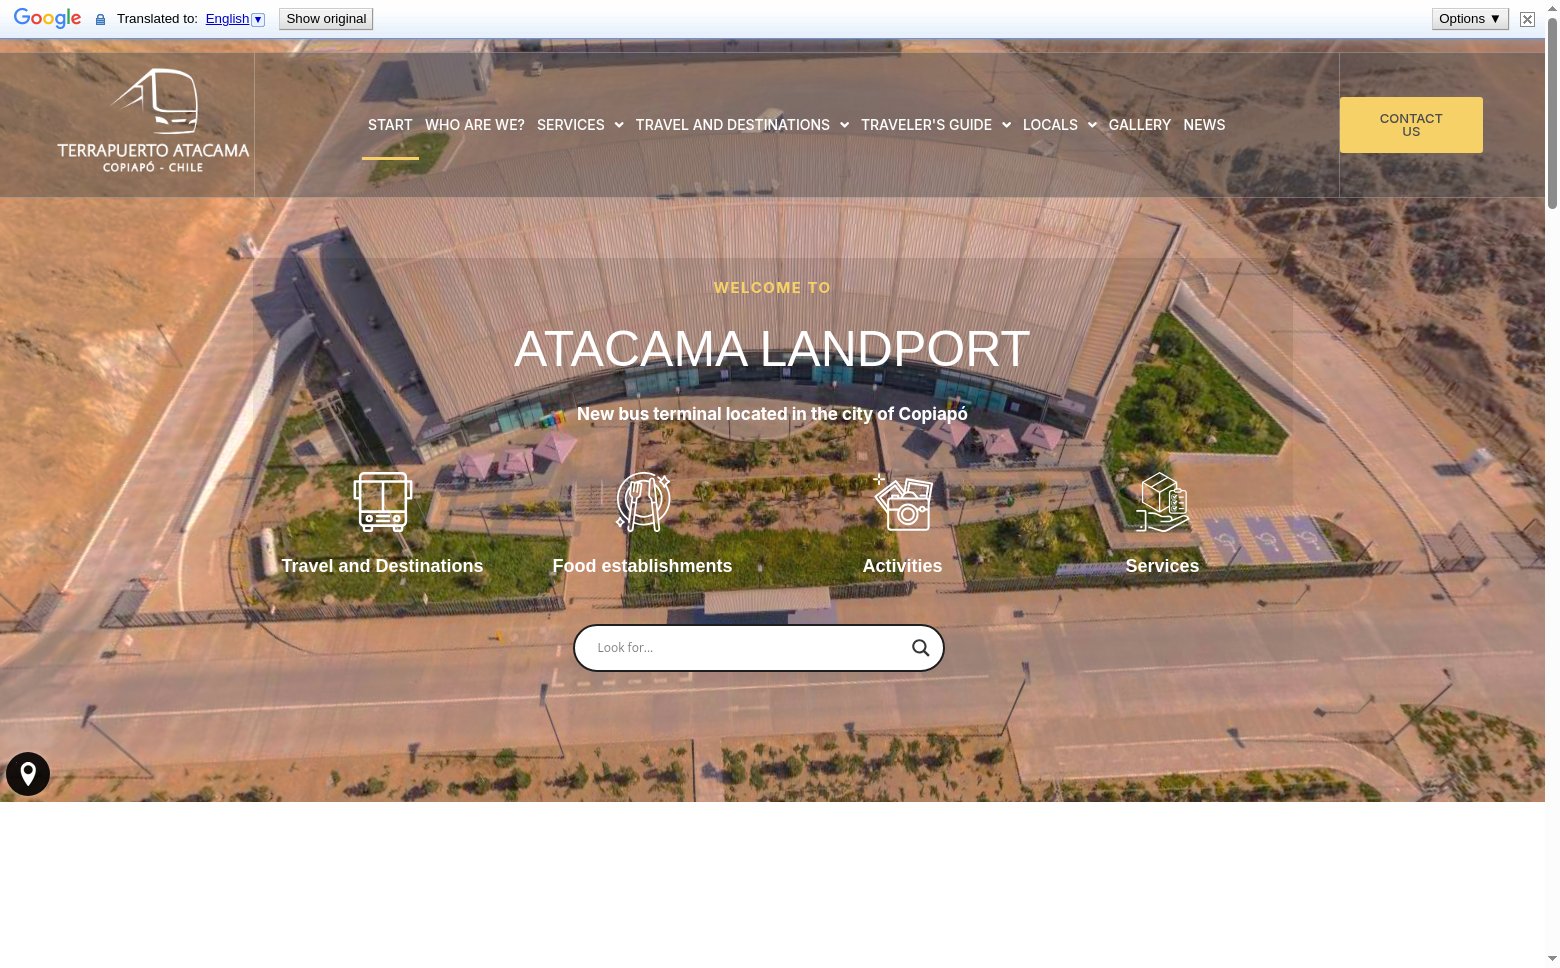 Google Translated to: English ▼ Show original Options ▼
TERRAPUERTO ATACAMA
COPIAPÓ - CHILE
START WHO ARE WE? SERVICES TRAVEL AND DESTINATIONS TRAVELER'S GUIDE LOCALS GALLERY NEWS
CONTACT
US
WELCOME TO
ATACAMA LANDPORT
New bus terminal located in the city of Copiapó
Travel and Destinations Food establishments Activities Services
Look for...